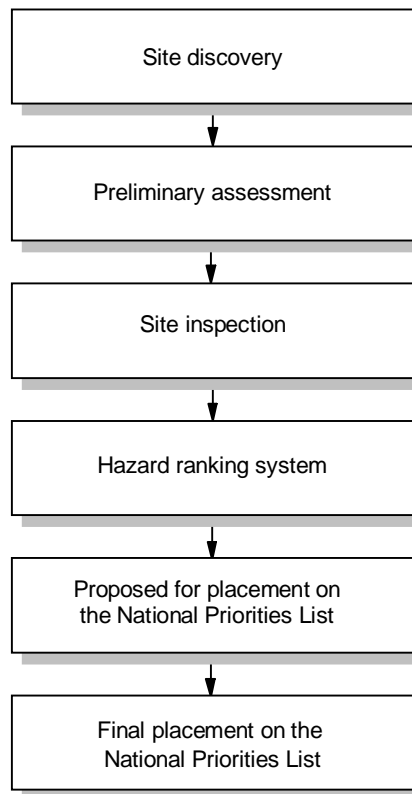 Site discovery
Preliminary assessment
Site inspection
Hazard ranking system
Proposed for placement on
the National Priorities List
Final placement on the
National Priorities List